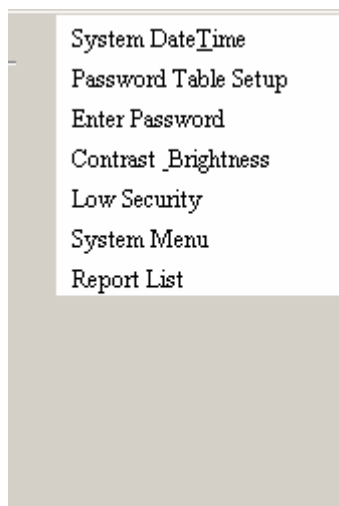 System DateTime
Password Table Setup
Enter Password
Contrast _Brightness
Low Security
System Menu
Report List